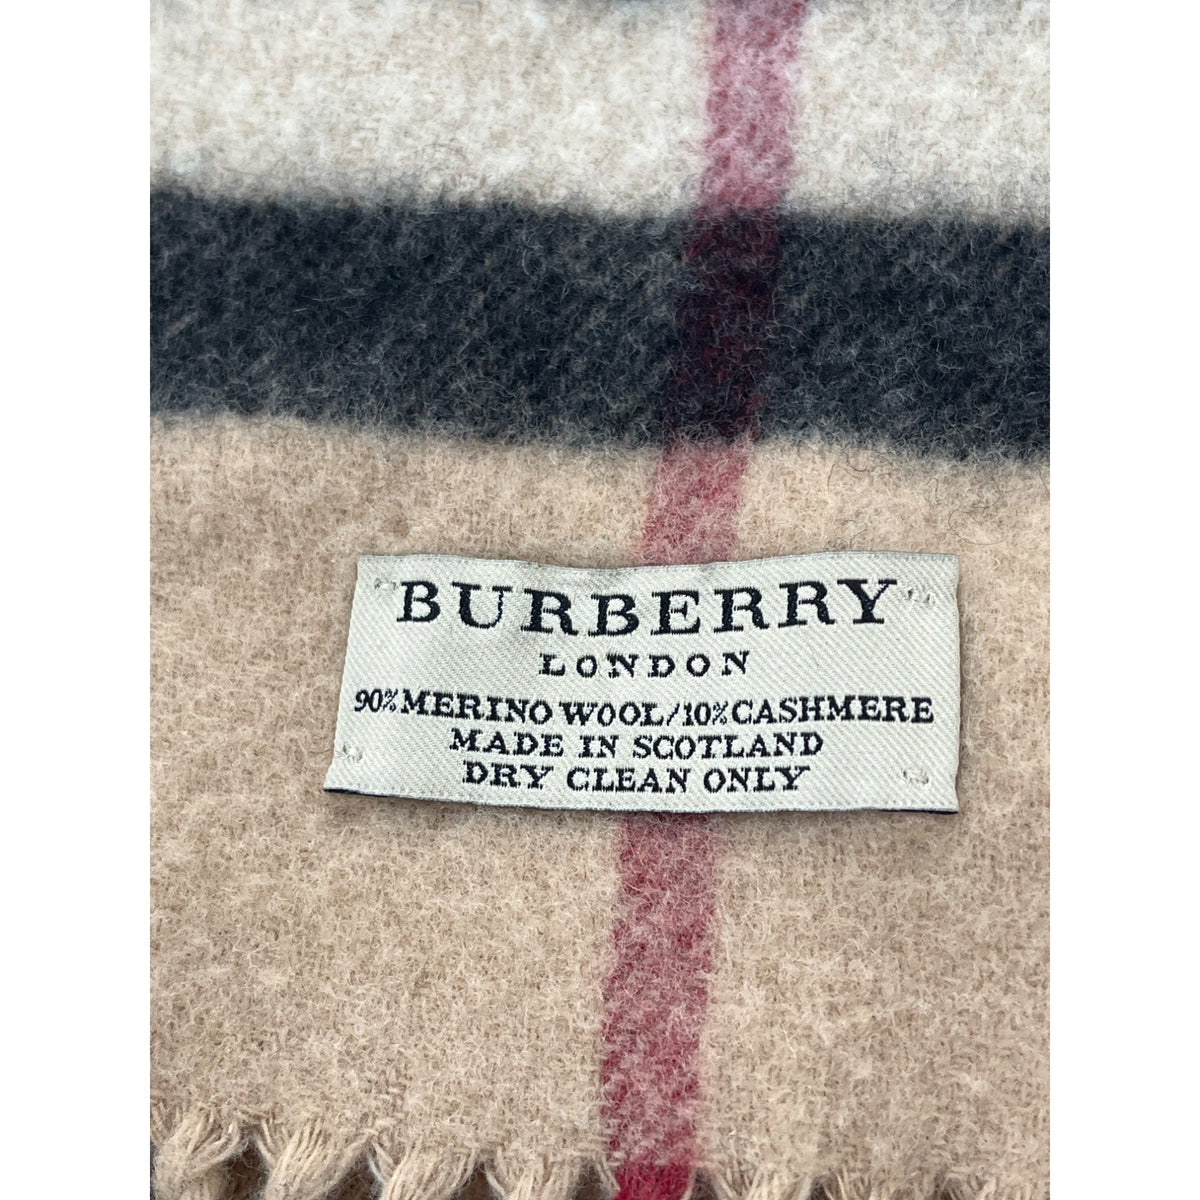 BURBERRY
LONDON
90% MERINO WOOL/10% CASHMERE
MADE IN SCOTLAND
DRY CLEAN ONLY